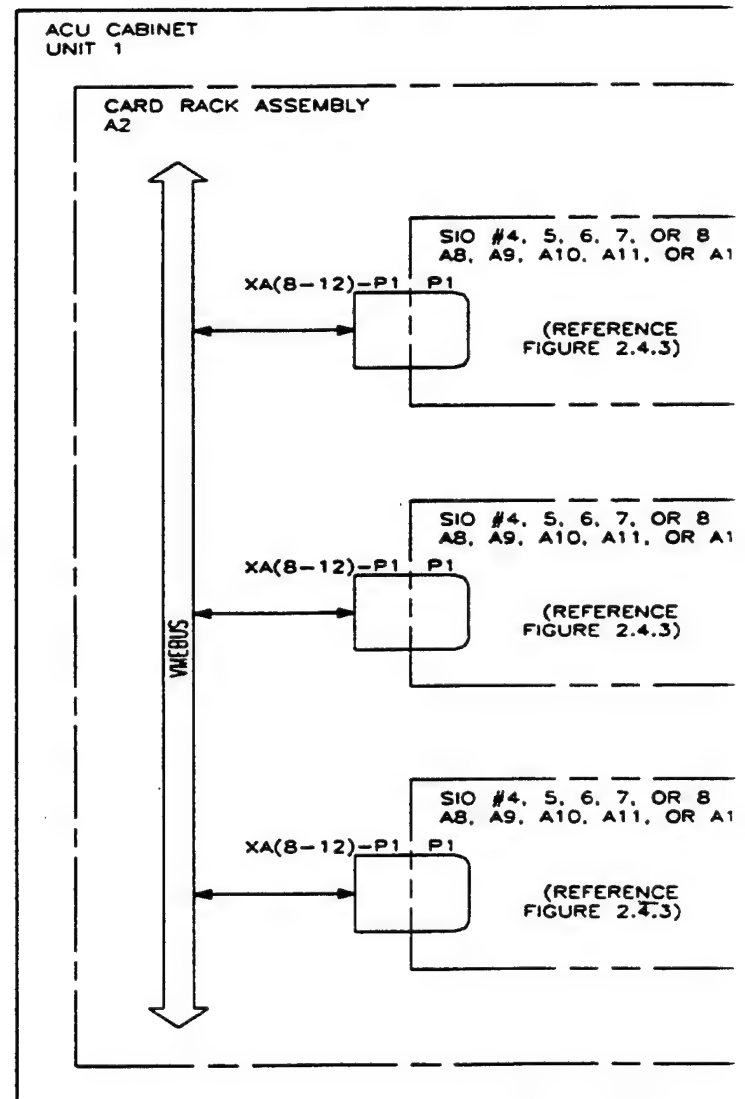 ACU CABINET
UNIT 1
CARD RACK ASSEMBLY
A2
SIO #4, 5, 6, 7, OR 8
A8, A9, A10, A11, OR A1
XA(8-12)-P1 P1
(REFERENCE
FIGURE 2.4.3)
SIO #4, 5, 6, 7, OR 8
A8, A9, A10, A11, OR A1
XA(8-12)-P1 P1
(REFERENCE
FIGURE 2.4.3)
VMEBUS
SIO #4, 5, 6, 7, OR 8
A8, A9, A10, A11, OR A1
XA(8-12)-P1 P1
(REFERENCE
FIGURE 2.4.3)